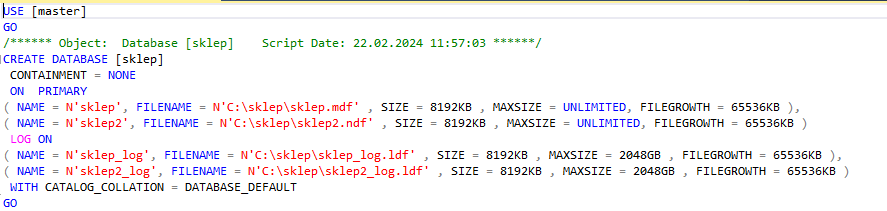 USE [master]
GO
/****** Object:  Database [sklep]    Script Date: 22.02.2024 11:57:03 ******/
CREATE DATABASE [sklep]
 CONTAINMENT = NONE
 ON  PRIMARY
( NAME = N'sklep', FILENAME = N'C:\sklep\sklep.mdf' , SIZE = 8192KB , MAXSIZE = UNLIMITED, FILEGROWTH = 65536KB ),
( NAME = N'sklep2', FILENAME = N'C:\sklep\sklep2.ndf' , SIZE = 8192KB , MAXSIZE = UNLIMITED, FILEGROWTH = 65536KB )
 LOG ON
( NAME = N'sklep_log', FILENAME = N'C:\sklep\sklep_log.ldf' , SIZE = 8192KB , MAXSIZE = 2048GB , FILEGROWTH = 65536KB ),
( NAME = N'sklep2_log', FILENAME = N'C:\sklep\sklep2_log.ldf' , SIZE = 8192KB , MAXSIZE = 2048GB , FILEGROWTH = 65536KB )
 WITH CATALOG_COLLATION = DATABASE_DEFAULT
GO